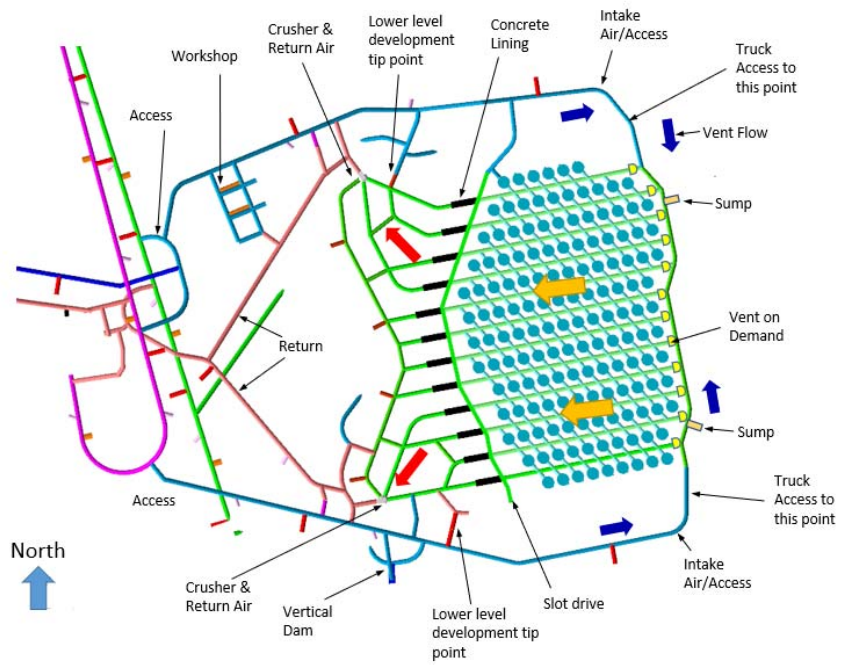 Crusher &
Return Air
Lower level
development
tip point
Concrete
Lining
Intake
Air/Access
Truck
Access to
this point
Workshop
Access
Vent Flow
Sump
Return
Vent on
Demand
Sump
Access
Truck
Access to
this point
North
Crusher &
Return Air
Vertical
Dam
Lower level
development tip
point
Slot drive
Intake
Air/Access